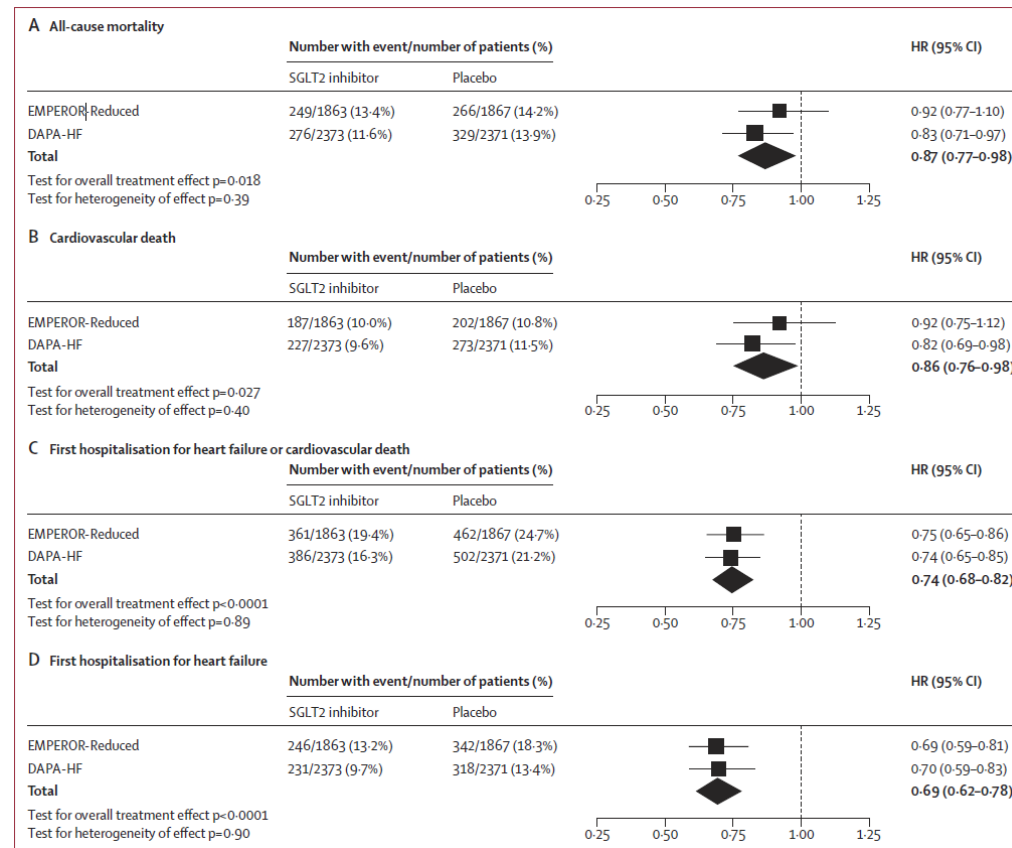 A All-cause mortality
Number with event/number of patients (%) HR (95% CI)
SGLT2 inhibitor Placebo
EMPEROR-Reduced 249/1863 (13·4%) 266/1867 (14·2%) 0·92 (0·77–1·10)
DAPA-HF 276/2373 (11·6%) 329/2371 (13·9%) 0·83 (0·71–0·97)
Total 0·87 (0·77–0·98)
Test for overall treatment effect p=0·018
Test for heterogeneity of effect p=0·39
0·25 0·50 0·75 1·00 1·25
B Cardiovascular death
Number with event/number of patients (%) HR (95% CI)
SGLT2 inhibitor Placebo
EMPEROR-Reduced 187/1863 (10·0%) 202/1867 (10·8%) 0·92 (0·75–1·12)
DAPA-HF 227/2373 (9·6%) 273/2371 (11·5%) 0·82 (0·69–0·98)
Total 0·86 (0·76–0·98)
Test for overall treatment effect p=0·027
Test for heterogeneity of effect p=0·40
0·25 0·50 0·75 1·00 1·25
C First hospitalisation for heart failure or cardiovascular death
Number with event/number of patients (%) HR (95% CI)
SGLT2 inhibitor Placebo
EMPEROR-Reduced 361/1863 (19·4%) 462/1867 (24·7%) 0·75 (0·65–0·86)
DAPA-HF 386/2373 (16·3%) 502/2371 (21·2%) 0·74 (0·65–0·85)
Total 0·74 (0·68–0·82)
Test for overall treatment effect p<0·0001
Test for heterogeneity of effect p=0·89
0·25 0·50 0·75 1·00 1·25
D First hospitalisation for heart failure
Number with event/number of patients (%) HR (95% CI)
SGLT2 inhibitor Placebo
EMPEROR-Reduced 246/1863 (13·2%) 342/1867 (18·3%) 0·69 (0·59–0·81)
DAPA-HF 231/2373 (9·7%) 318/2371 (13·4%) 0·70 (0·59–0·83)
Total 0·69 (0·62–0·78)
Test for overall treatment effect p<0·0001
Test for heterogeneity of effect p=0·90
0·25 0·50 0·75 1·00 1·25